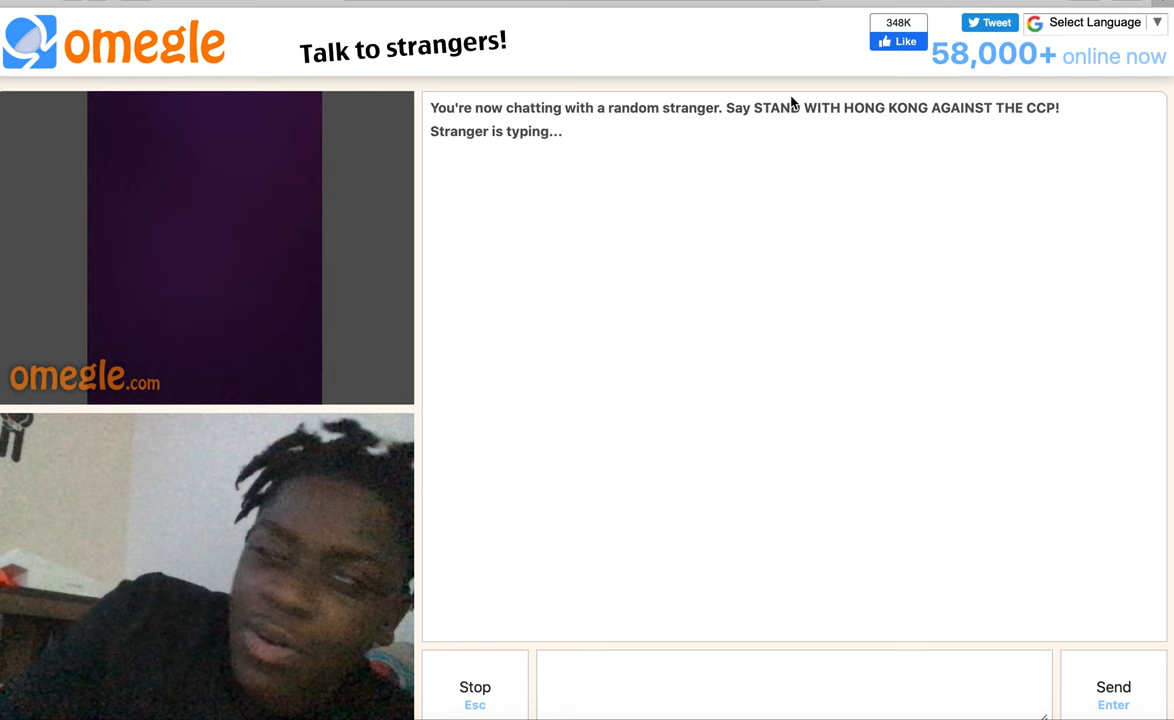 omegle
Talk to strangers!
348K
Like
Tweet
Select Language
58,000+ online now
You're now chatting with a random stranger. Say STAND WITH HONG KONG AGAINST THE CCP!
Stranger is typing...
omegle.com
Stop
Esc
Send
Enter